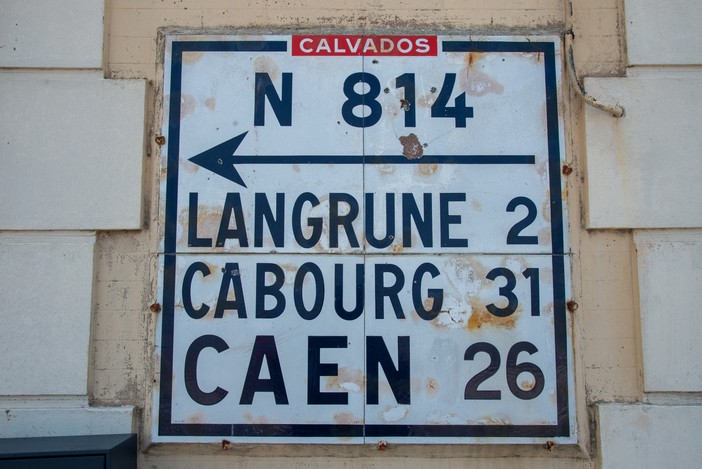 CALVADOS
N 814
LANGRUNE 2
CABOURG 31
CAEN 26